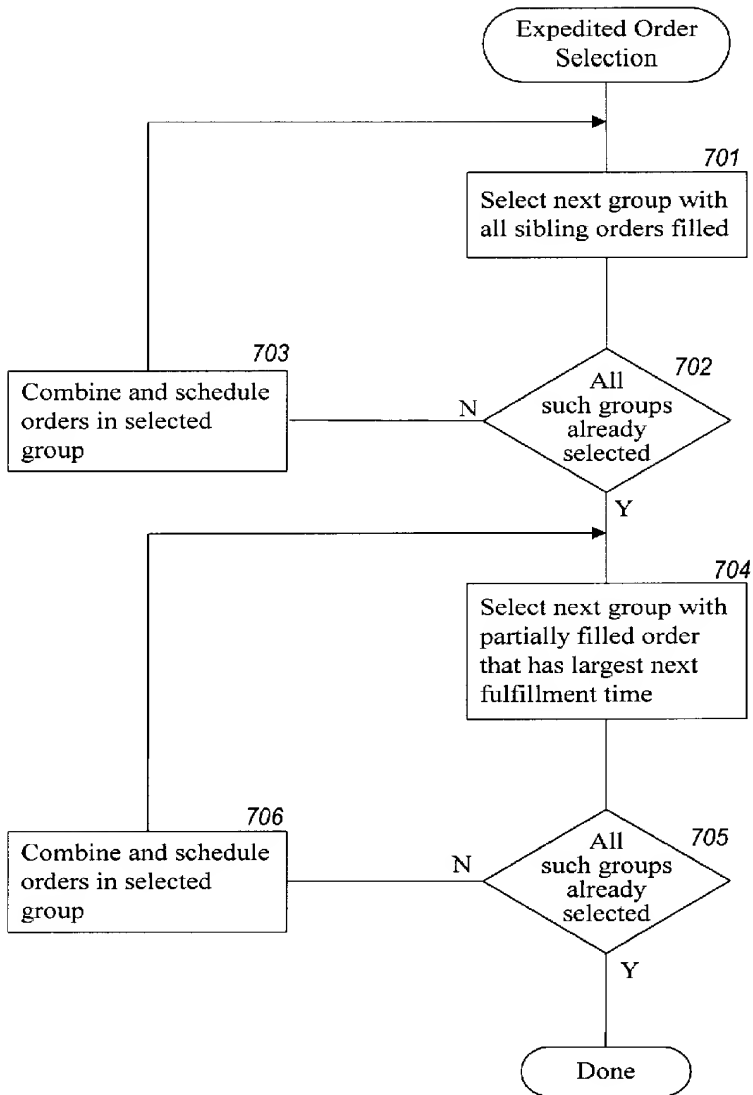 Expedited Order
Selection
701
Select next group with
all sibling orders filled
703
Combine and schedule
orders in selected
group
702
All
such groups
already
selected
N
Y
704
Select next group with
partially filled order
that has largest next
fulfillment time
706
Combine and schedule
orders in selected
group
705
All
such groups
already
selected
N
Y
Done